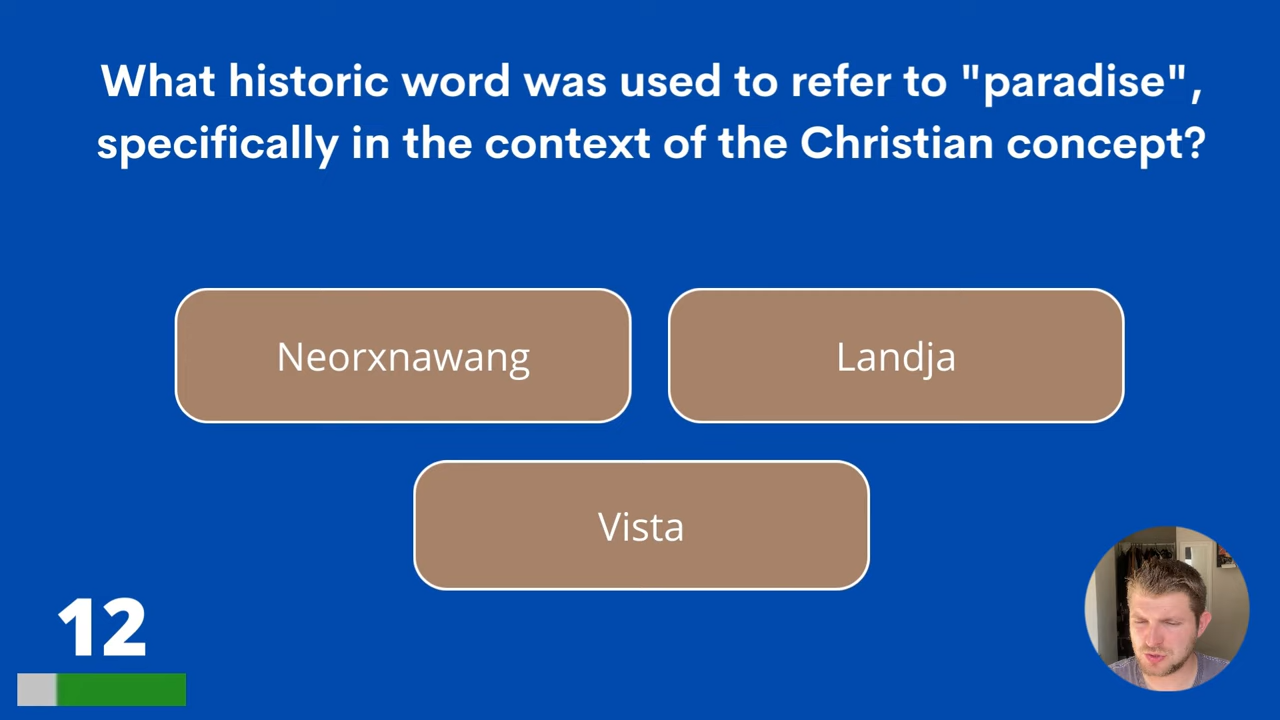 What historic word was used to refer to "paradise",
specifically in the context of the Christian concept?
Neorxnawang
Landja
Vista
12